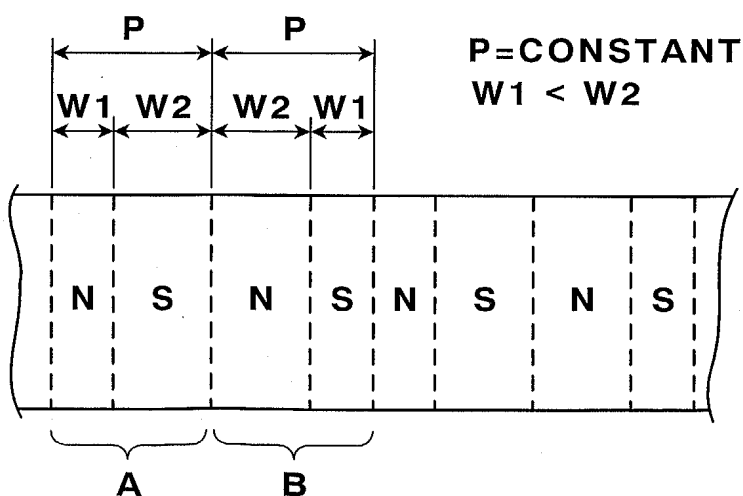 P P
P=CONSTANT
W1 < W2
W1 W2 W2 W1
N S N S N S N S
A B